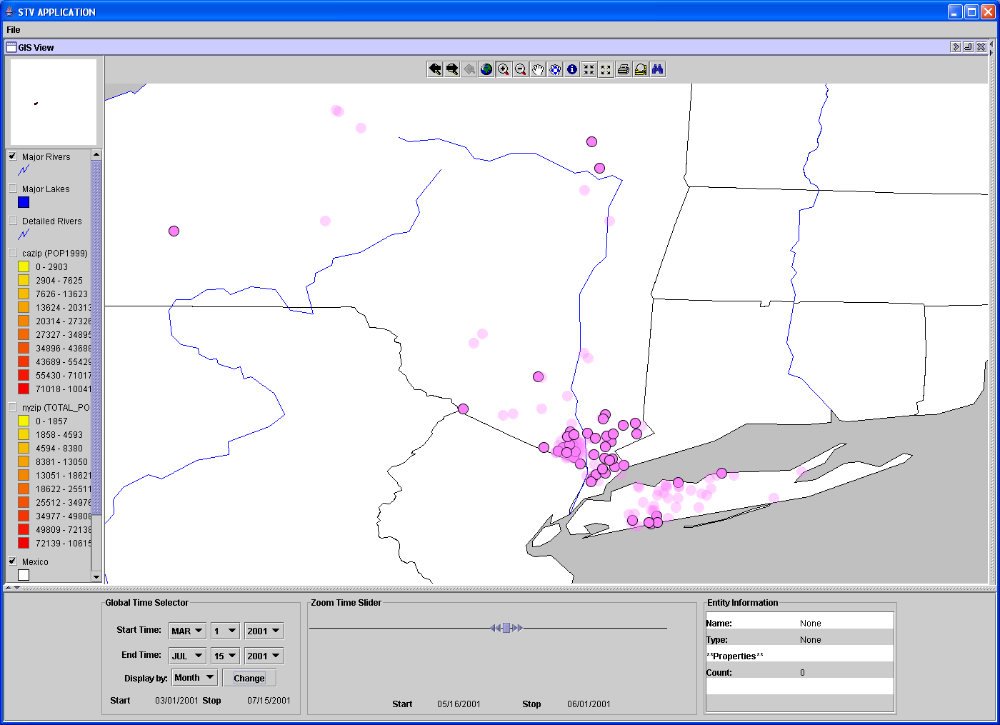 STV APPLICATION
File
GIS View
Major Rivers
Major Lakes
Detailed Rivers
cazip (POP1999)
0 - 2903
2904 - 7625
7626 - 13623
13624 - 20313
20314 - 27326
27327 - 34895
34896 - 43688
43689 - 55429
55430 - 71017
71018 - 10041
nyzip (TOTAL_PO
0 - 1857
1858 - 4593
4594 - 8380
8381 - 13050
13051 - 18621
18622 - 25511
25512 - 34976
34977 - 49808
49809 - 72138
72139 - 10615
Mexico
Global Time Selector
Start Time: MAR 1 2001
End Time: JUL 15 2001
Display by: Month Change
Start 03/01/2001 Stop 07/15/2001
Zoom Time Slider
Start 05/16/2001 Stop 06/01/2001
Entity Information
Name: None
Type: None
**Properties**
Count: 0